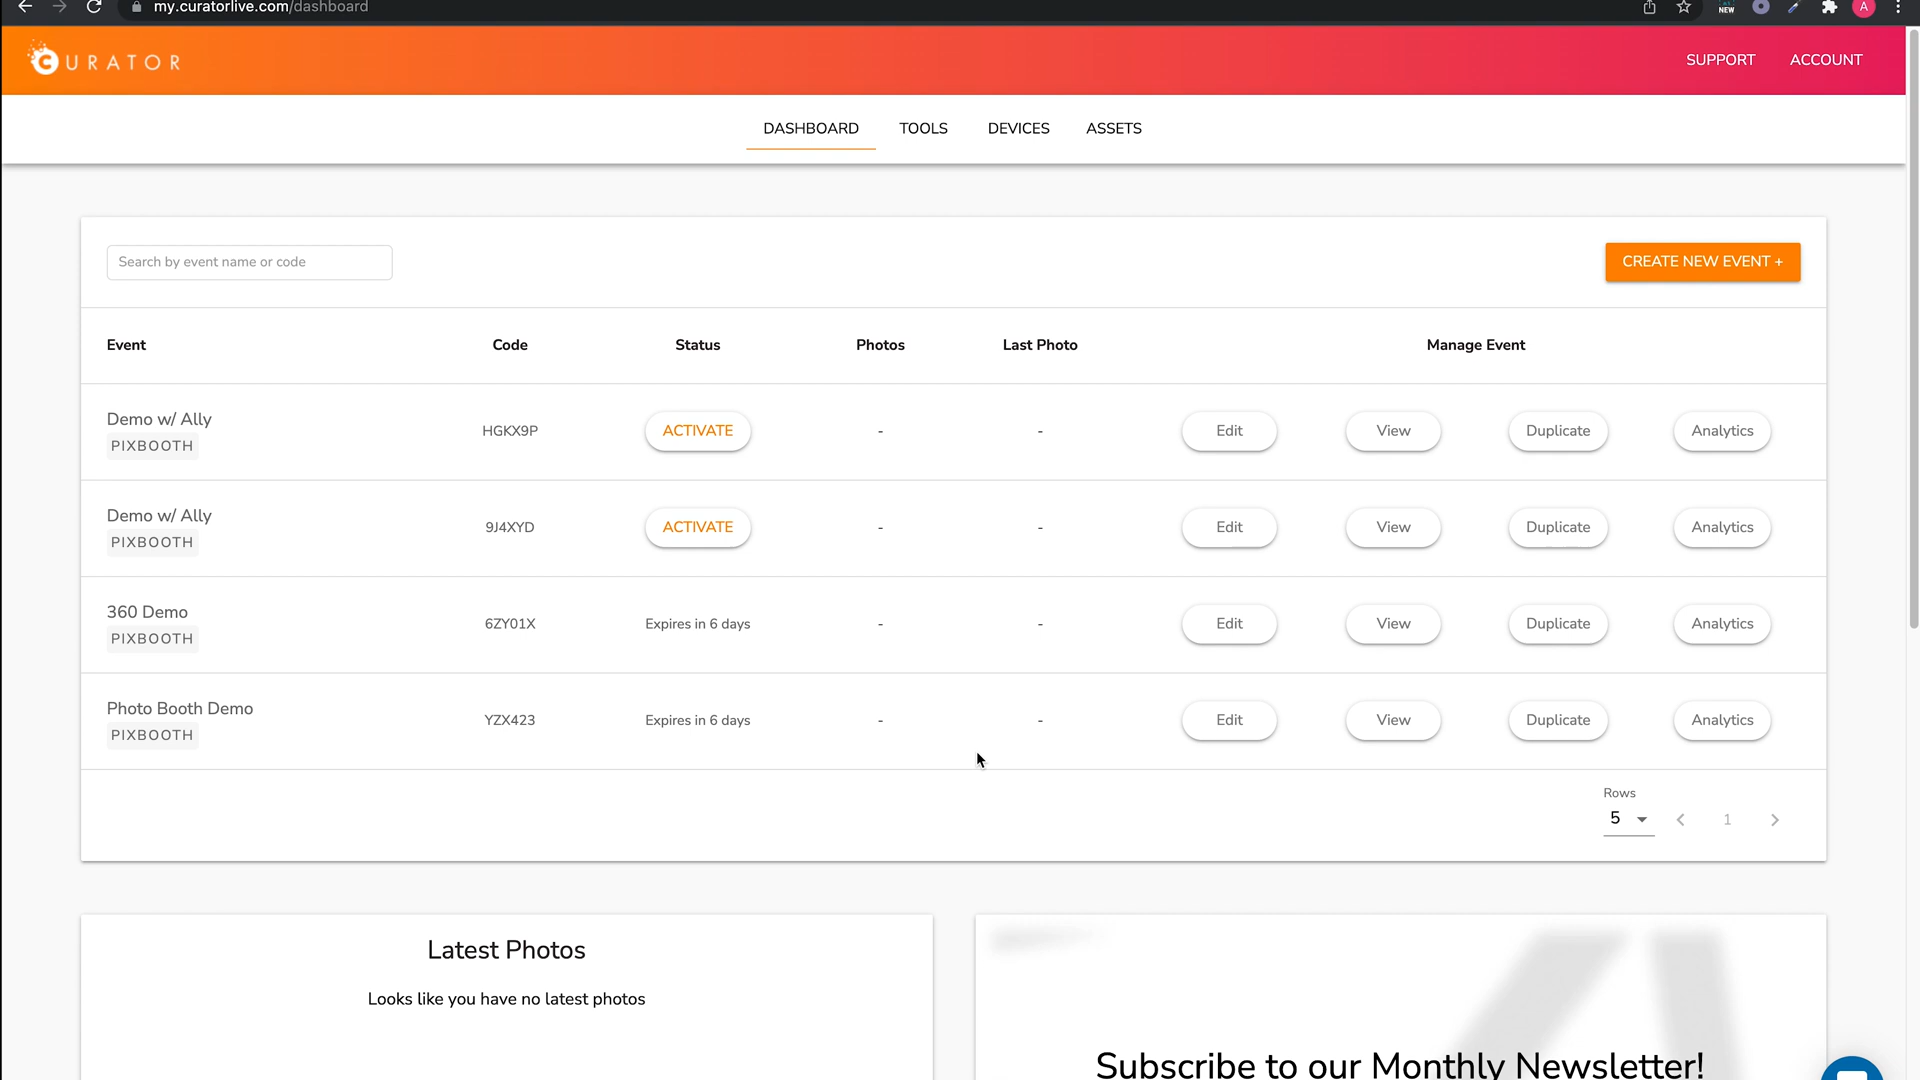 my.curatorlive.com/dashboard
NEW
A
CURATOR
SUPPORT ACCOUNT
DASHBOARD TOOLS DEVICES ASSETS
Search by event name or code
CREATE NEW EVENT +
Event Code Status Photos Last Photo Manage Event
Demo w/ Ally
PIXBOOTH
HGKX9P ACTIVATE - - Edit View Duplicate Analytics
Demo w/ Ally
PIXBOOTH
9J4XYD ACTIVATE - - Edit View Duplicate Analytics
360 Demo
PIXBOOTH
6ZY01X Expires in 6 days - - Edit View Duplicate Analytics
Photo Booth Demo
PIXBOOTH
YZX423 Expires in 6 days - - Edit View Duplicate Analytics
Rows
5 1
Latest Photos
Looks like you have no latest photos
Subscribe to our Monthly Newsletter!